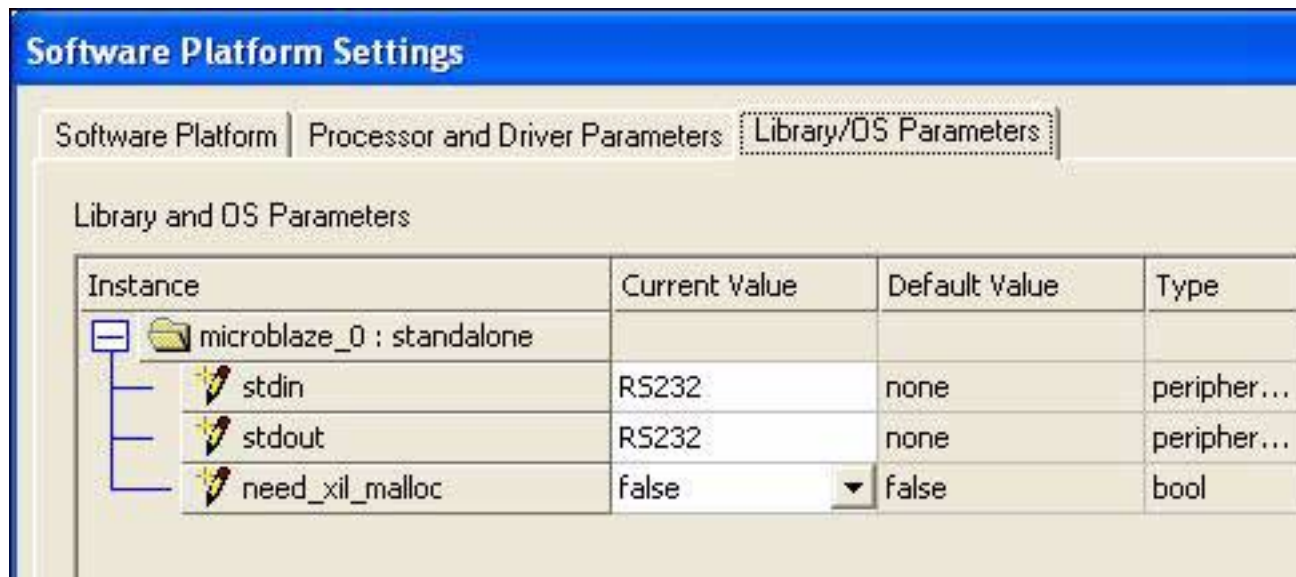 Software Platform Settings
Software Platform Processor and Driver Parameters Library/OS Parameters
Library and OS Parameters
Instance Current Value Default Value Type
microblaze_0 : standalone
stdin RS232 none peripher...
stdout RS232 none peripher...
need_xil_malloc false false bool